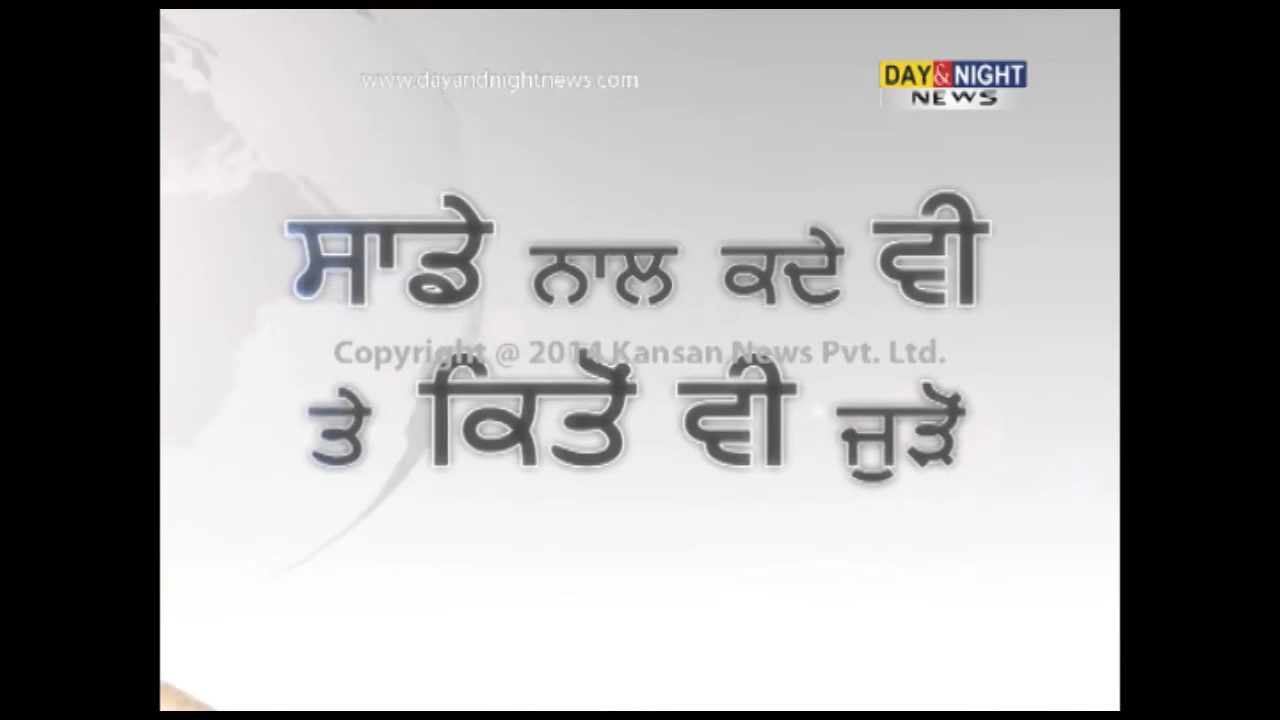 www.dayandnightnews.com
DAY & NIGHT
NEWS
ਸਾਡੇ ਨਾਲ ਕਦੇ ਵੀ
Copyright @ 2014 Kansan News Pvt. Ltd.
ਤੇ ਕਿਤੋਂ ਵੀ ਜੁੜੋਂ